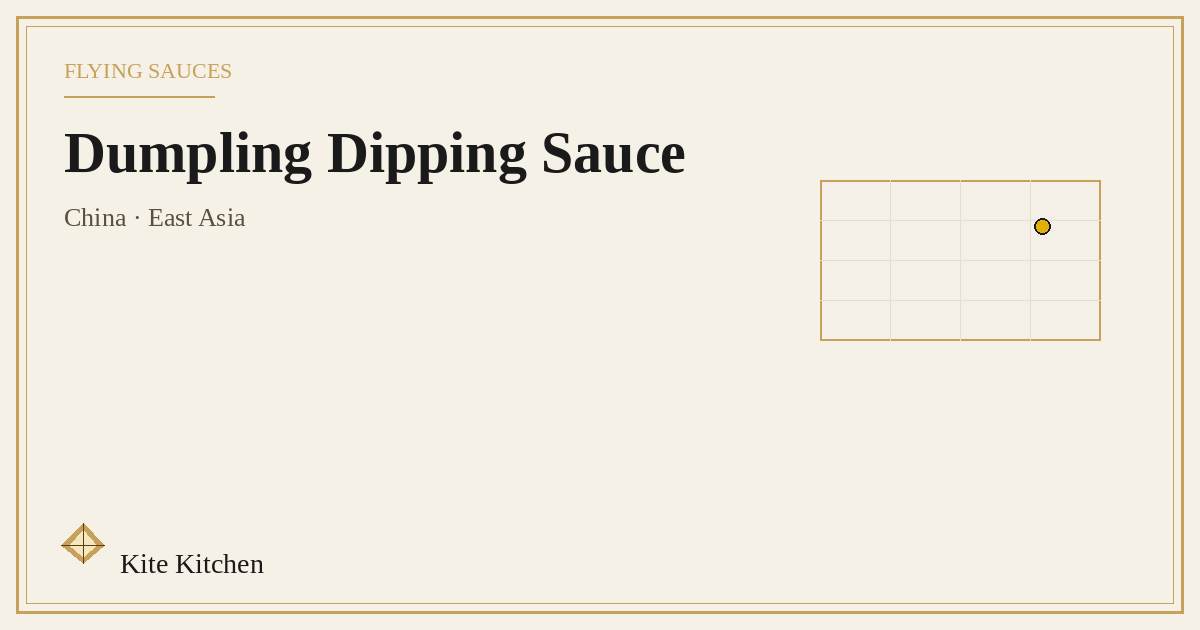 FLYING SAUCES
Dumpling Dipping Sauce
China · East Asia
Kite Kitchen